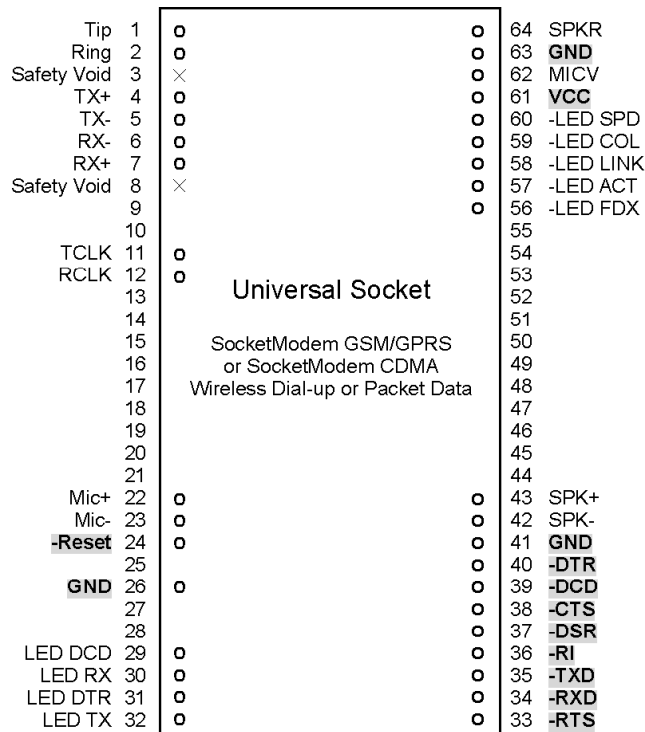 Tip 1 64 SPKR
Ring 2 63 GND
Safety Void 3 62 MICV
TX+ 4 61 VCC
TX- 5 60 -LED SPD
RX- 6 59 -LED COL
RX+ 7 58 -LED LINK
Safety Void 8 57 -LED ACT
9 56 -LED FDX
10 55
TCLK 11 54
RCLK 12 53
13 Universal Socket 52
14 51
15 SocketModem GSM/GPRS 50
16 or SocketModem CDMA 49
17 Wireless Dial-up or Packet Data 48
18 47
19 46
20 45
21 44
Mic+ 22 43 SPK+
Mic- 23 42 SPK-
-Reset 24 41 GND
25 40 -DTR
GND 26 39 -DCD
27 38 -CTS
28 37 -DSR
LED DCD 29 36 -RI
LED RX 30 35 -TXD
LED DTR 31 34 -RXD
LED TX 32 33 -RTS